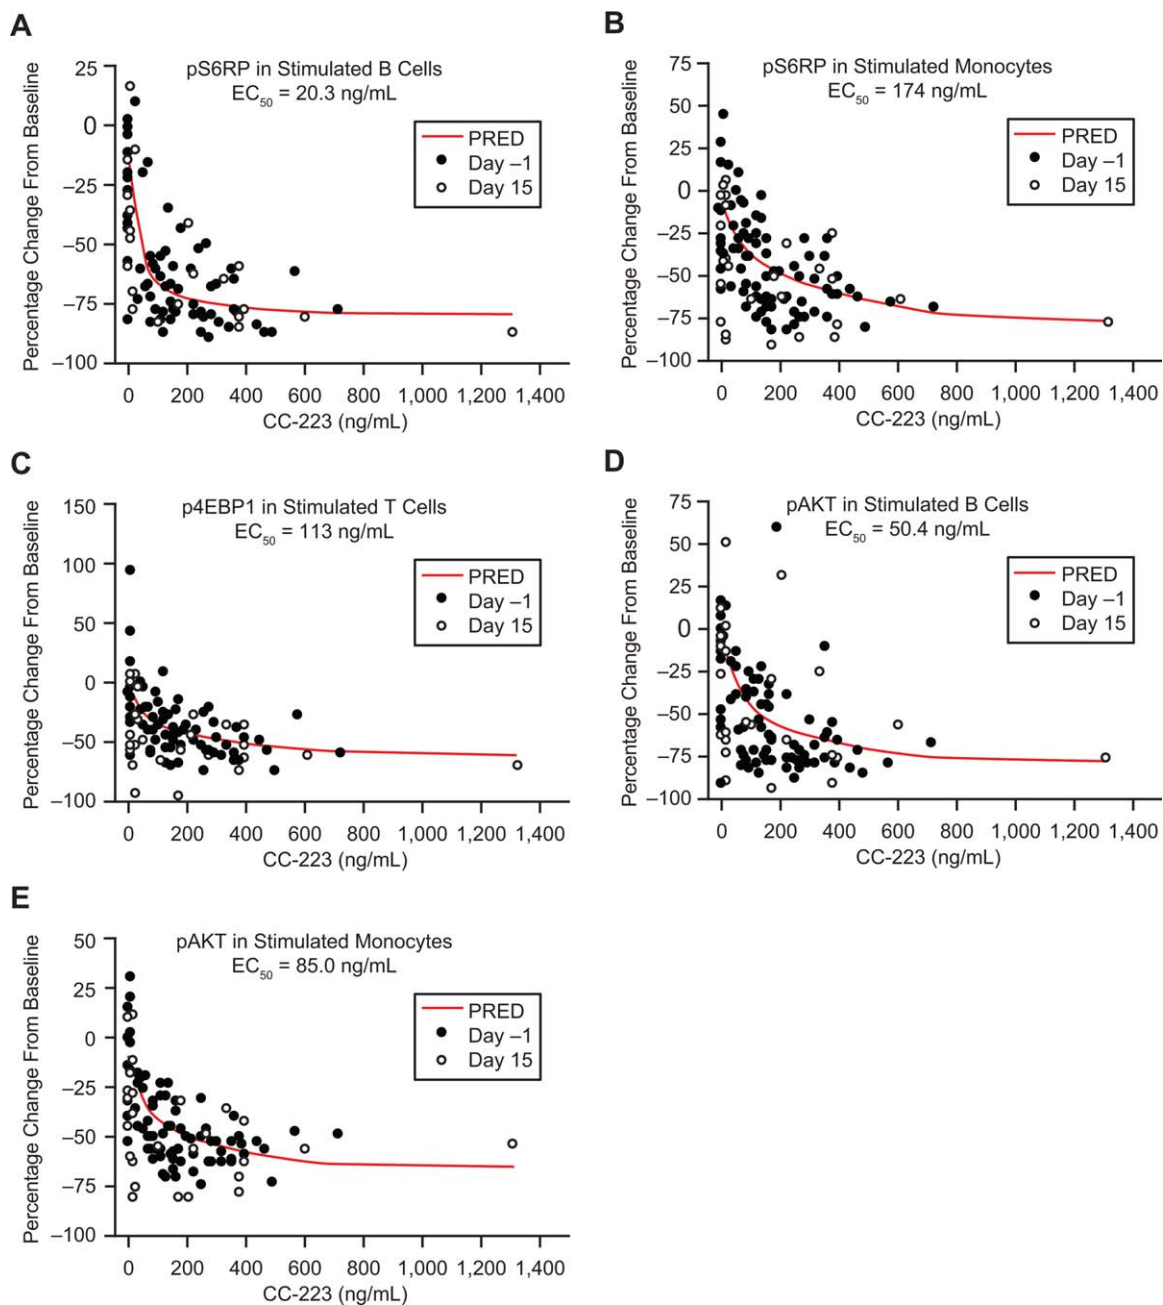 A
pS6RP in Stimulated B Cells
EC50 = 20.3 ng/mL
Percentage Change From Baseline
25
0
–25
–50
–75
–100
PRED
Day –1
Day 15
0 200 400 600 800 1,000 1,200 1,400
CC-223 (ng/mL)
B
pS6RP in Stimulated Monocytes
EC50 = 174 ng/mL
Percentage Change From Baseline
75
50
25
0
–25
–50
–75
–100
PRED
Day –1
Day 15
0 200 400 600 800 1,000 1,200 1,400
CC-223 (ng/mL)
C
p4EBP1 in Stimulated T Cells
EC50 = 113 ng/mL
Percentage Change From Baseline
150
100
50
0
–50
–100
PRED
Day –1
Day 15
0 200 400 600 800 1,000 1,200 1,400
CC-223 (ng/mL)
D
pAKT in Stimulated B Cells
EC50 = 50.4 ng/mL
Percentage Change From Baseline
75
50
25
0
–25
–50
–75
–100
PRED
Day –1
Day 15
0 200 400 600 800 1,000 1,200 1,400
CC-223 (ng/mL)
E
pAKT in Stimulated Monocytes
EC50 = 85.0 ng/mL
Percentage Change From Baseline
50
25
0
–25
–50
–75
–100
PRED
Day –1
Day 15
0 200 400 600 800 1,000 1,200 1,400
CC-223 (ng/mL)